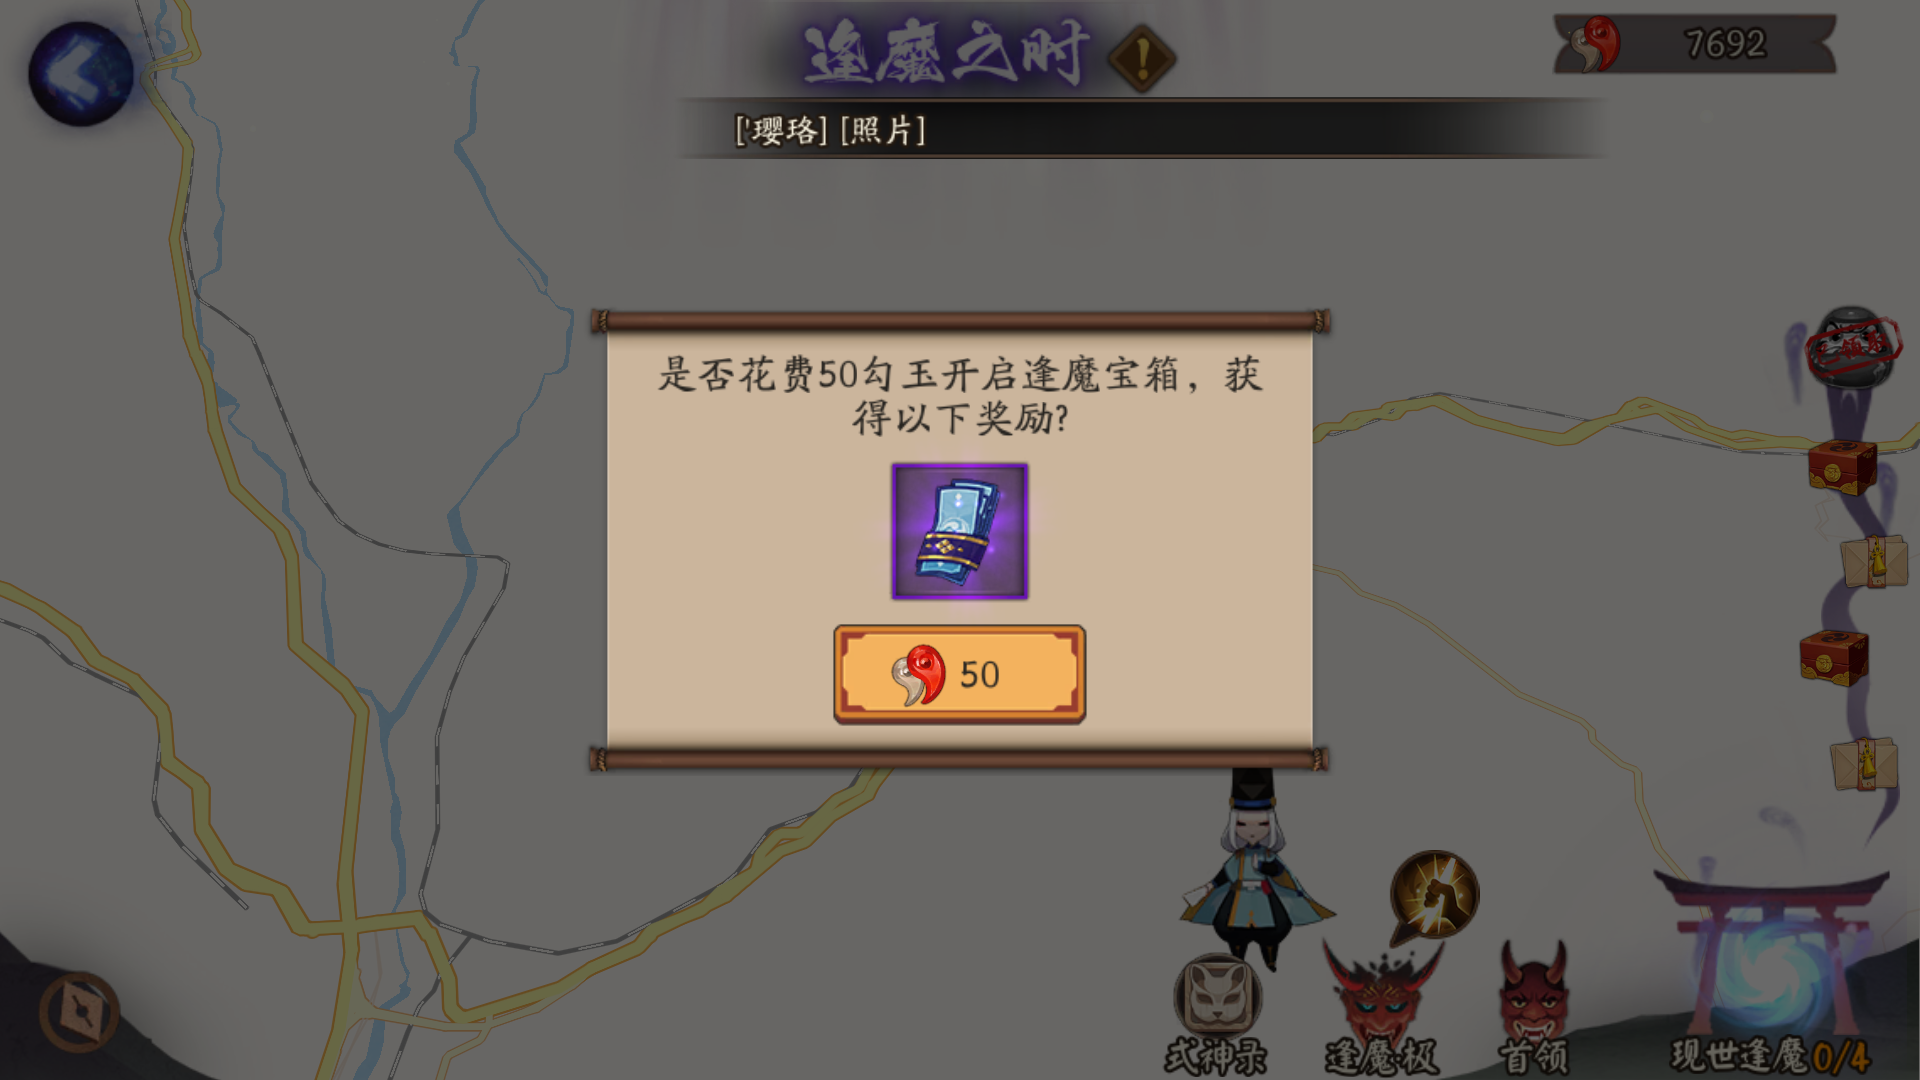 逢魔之时
7692
['璎珞] [照片]
是否花费50勾玉开启逢魔宝箱，获
得以下奖励?
50
式神录
逢魔·极
首领
现世逢魔0/4